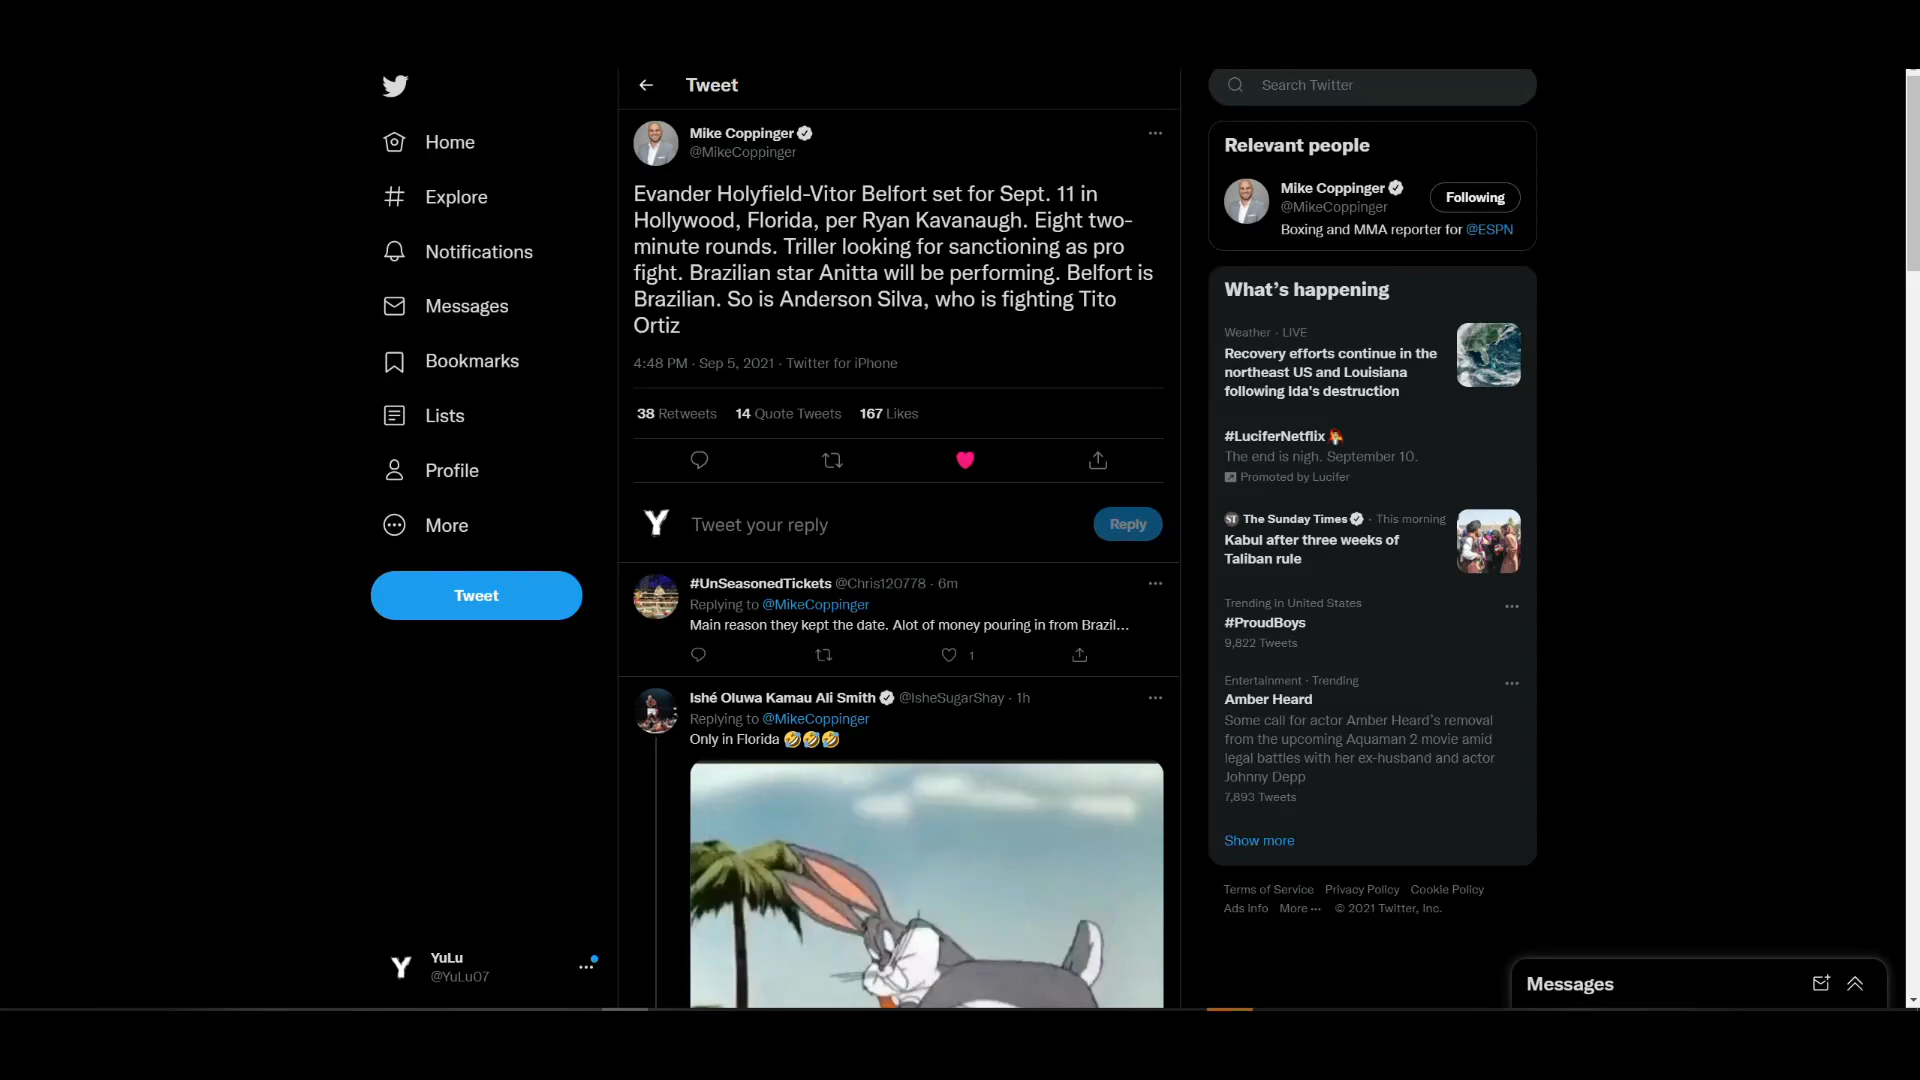 Home
Explore
Notifications
Messages
Bookmarks
Lists
Profile
More
Tweet
YuLu
@YuLu07
Tweet
Mike Coppinger
@MikeCoppinger
Evander Holyfield-Vitor Belfort set for Sept. 11 in
Hollywood, Florida, per Ryan Kavanaugh. Eight two-
minute rounds. Triller looking for sanctioning as pro
fight. Brazilian star Anitta will be performing. Belfort is
Brazilian. So is Anderson Silva, who is fighting Tito
Ortiz
4:48 PM · Sep 5, 2021 · Twitter for iPhone
38 Retweets 14 Quote Tweets 167 Likes
Y Tweet your reply Reply
#UnSeasonedTickets @Chris120778 · 6m
Replying to @MikeCoppinger
Main reason they kept the date. Alot of money pouring in from Brazil...
1
Ishé Oluwa Kamau Ali Smith @IsheSugarShay · 1h
Replying to @MikeCoppinger
Only in Florida 🤣🤣🤣
Search Twitter
Relevant people
Mike Coppinger
@MikeCoppinger
Following
Boxing and MMA reporter for @ESPN
What's happening
Weather · LIVE
Recovery efforts continue in the
northeast US and Louisiana
following Ida's destruction
#LuciferNetflix
The end is nigh. September 10.
Promoted by Lucifer
ST The Sunday Times · This morning
Kabul after three weeks of
Taliban rule
Trending in United States
#ProudBoys
9,822 Tweets
Entertainment · Trending
Amber Heard
Some call for actor Amber Heard's removal
from the upcoming Aquaman 2 movie amid
legal battles with her ex-husband and actor
Johnny Depp
7,893 Tweets
Show more
Terms of Service Privacy Policy Cookie Policy
Ads Info More ··· © 2021 Twitter, Inc.
Messages